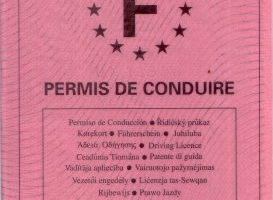 F
PERMIS DE CONDUIRE
Permiso de Conducción ● Řidičský průkaz
Kørekort ● Führerschein ● Juhiluba
Άδεια Οδήγησης ● Driving Licence
Ceadúnas Tiomána ● Patente di guida
Vadītāja apliecība ● Vairuotojo pažymėjimas
Vezetői engedély ● Liċenzja tas-Sewqan
Rijbewijs ● Prawo Jazdy